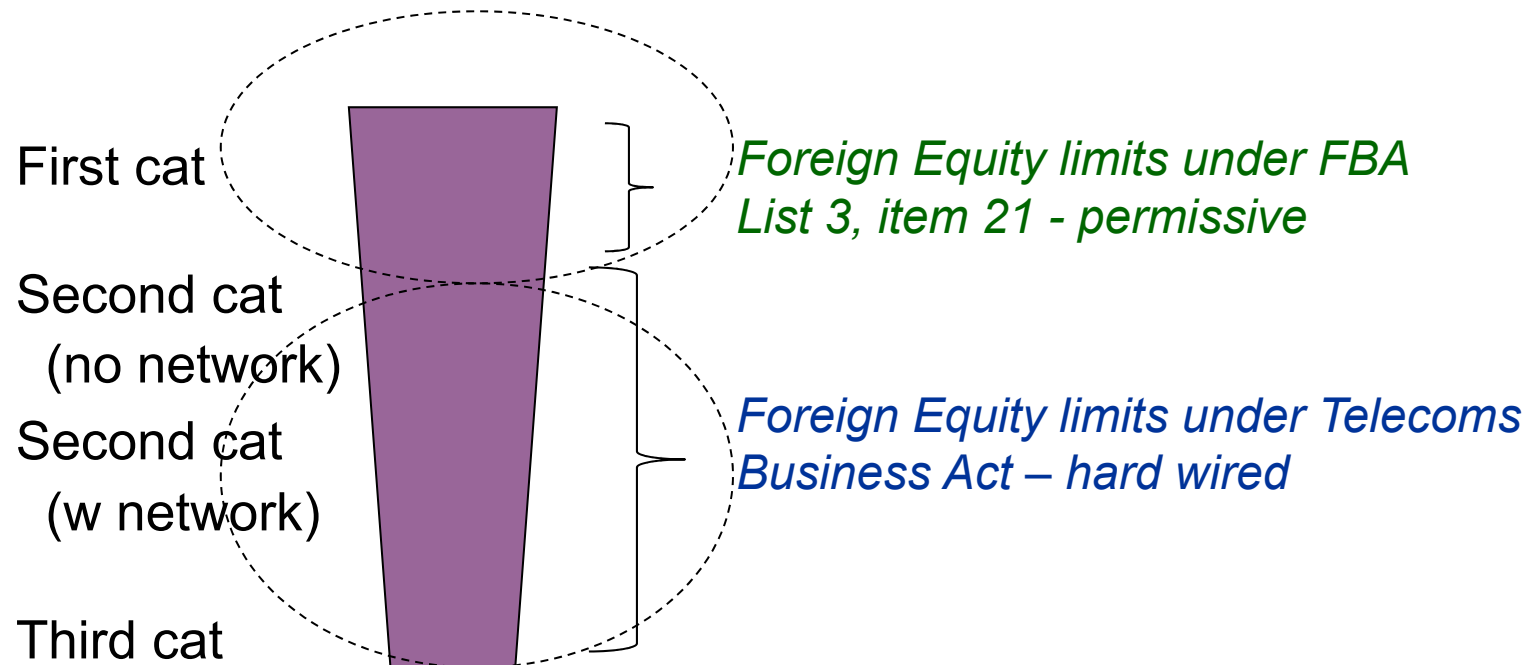 First cat
Foreign Equity limits under FBA
List 3, item 21 - permissive
Second cat
(no network)
Second cat
(w network)
Foreign Equity limits under Telecoms
Business Act – hard wired
Third cat